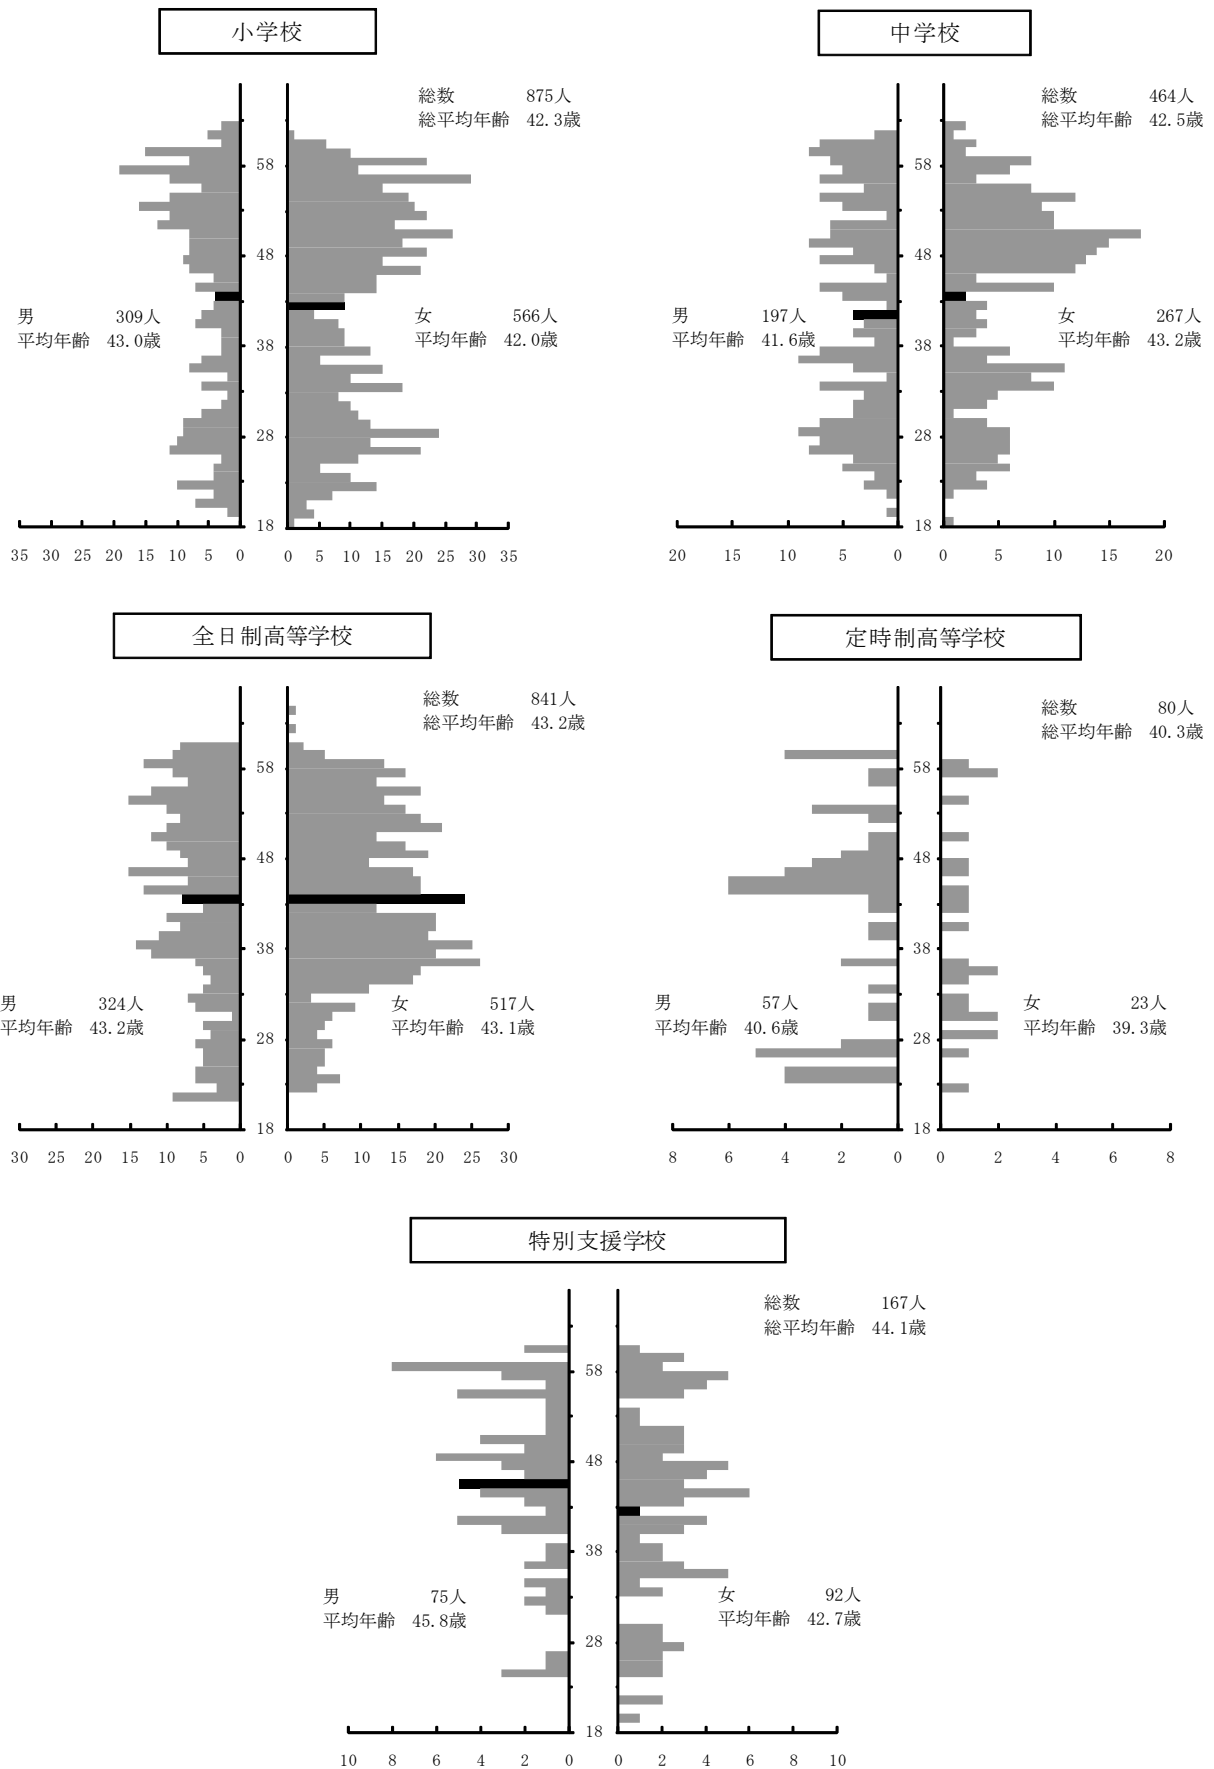 小学校
総数 875人
総平均年齢 42.3歳
58
48
男 309人
平均年齢 43.0歳
女 566人
平均年齢 42.0歳
38
28
18
35 30 25 20 15 10 5 0 0 5 10 15 20 25 30 35
中学校
総数 464人
総平均年齢 42.5歳
58
48
男 197人
平均年齢 41.6歳
女 267人
平均年齢 43.2歳
38
28
18
20 15 10 5 0 0 5 10 15 20
全日制高等学校
総数 841人
総平均年齢 43.2歳
58
48
38
男 324人
平均年齢 43.2歳
女 517人
平均年齢 43.1歳
28
18
30 25 20 15 10 5 0 0 5 10 15 20 25 30
定時制高等学校
総数 80人
総平均年齢 40.3歳
58
48
38
男 57人
平均年齢 40.6歳
女 23人
平均年齢 39.3歳
28
18
8 6 4 2 0 0 2 4 6 8
特別支援学校
総数 167人
総平均年齢 44.1歳
58
48
38
男 75人
平均年齢 45.8歳
女 92人
平均年齢 42.7歳
28
18
10 8 6 4 2 0 0 2 4 6 8 10